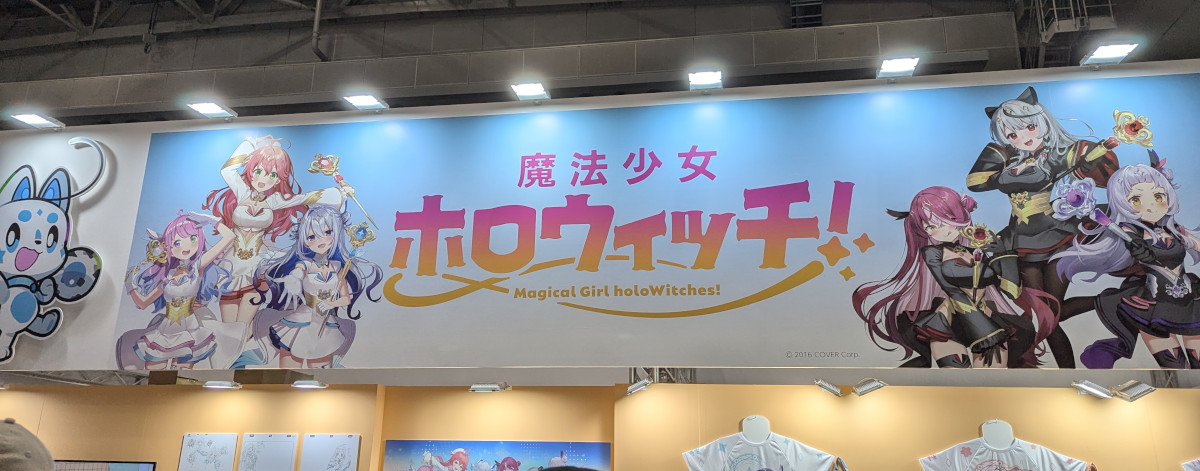 魔法少女
ホロウィッチ!
Magical Girl holoWitches!
© 2016 COVER Corp.